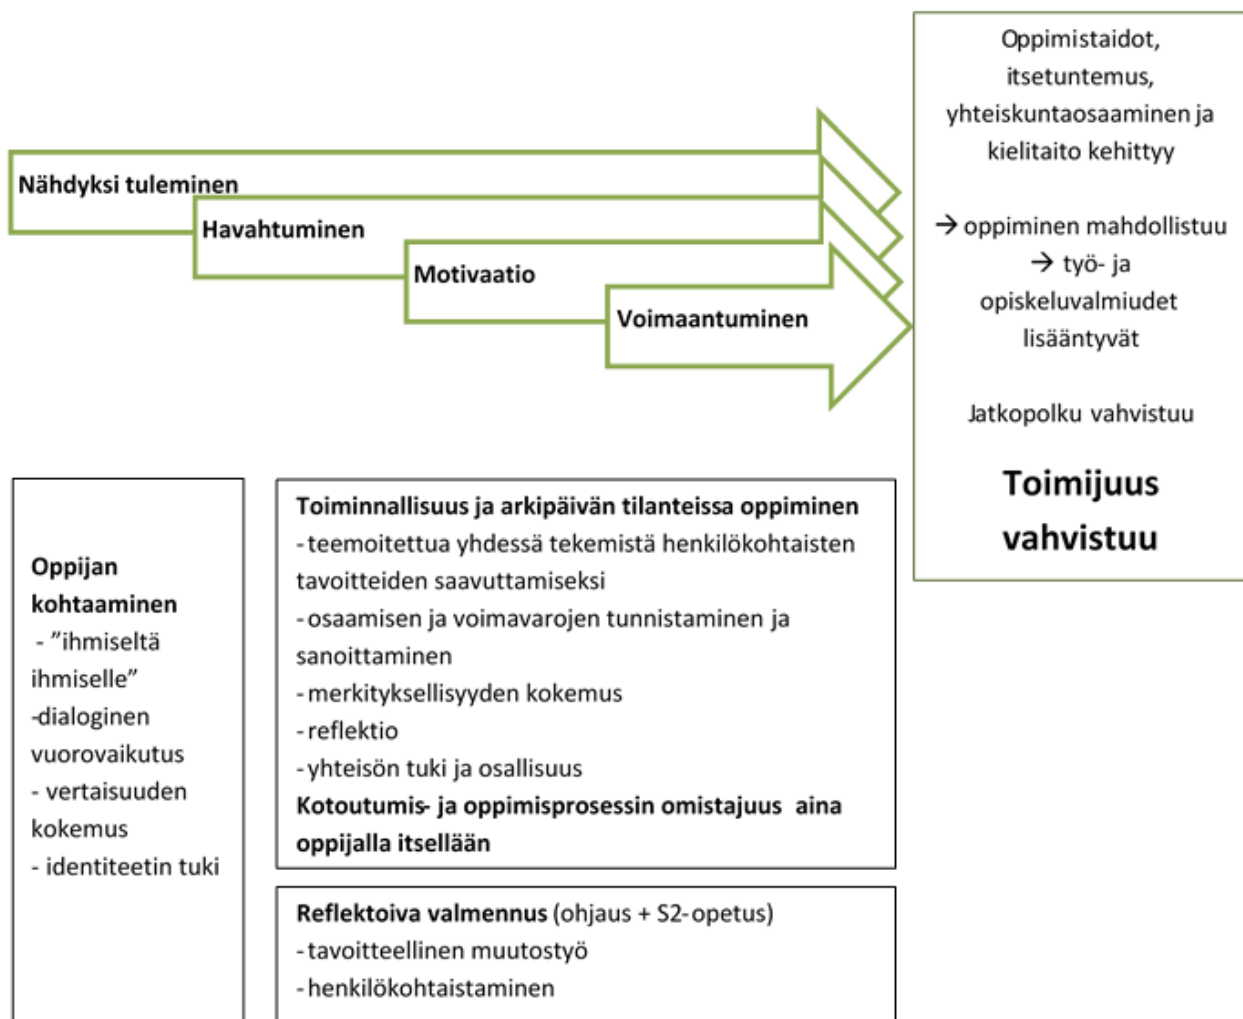 Nähdyksi tuleminen
Havahtuminen
Motivaatio
Voimaantuminen
Oppimistaidot,
itsetuntemus,
yhteiskuntaosaaminen ja
kielitaito kehittyy
→ oppiminen mahdollistuu
→ työ- ja
opiskeluvalmiudet
lisääntyvät
Jatkopolku vahvistuu
Toimijuus
vahvistuu
Oppijan
kohtaaminen
- ”ihmiseltä
ihmiselle”
-dialoginen
vuorovaikutus
- vertaisuuden
kokemus
- identiteetin tuki
Toiminnallisuus ja arkipäivän tilanteissa oppiminen
-teemoitettua yhdessä tekemistä henkilökohtaisten
tavoitteiden saavuttamiseksi
-osaamisen ja voimavarojen tunnistaminen ja
sanoittaminen
-merkityksellisyyden kokemus
-reflektio
-yhteisön tuki ja osallisuus
Kotoutumis- ja oppimisprosessin omistajuus aina
oppijalla itsellään
Reflektoiva valmennus (ohjaus + S2-opetus)
-tavoitteellinen muutostyö
-henkilökohtaistaminen